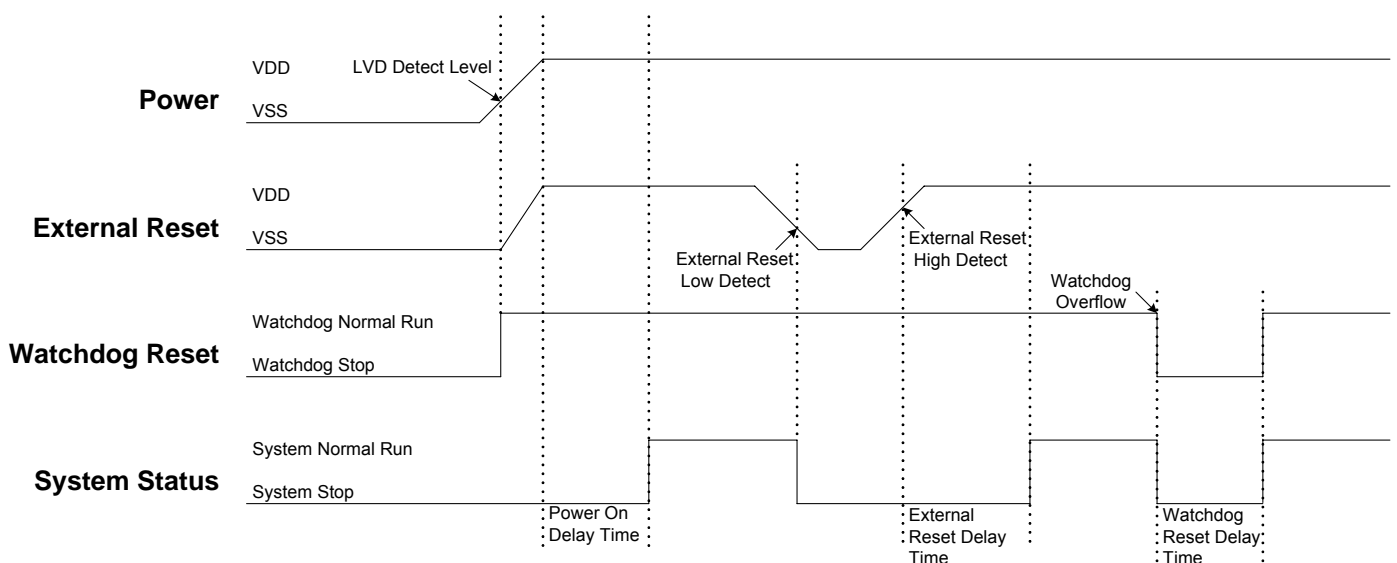 VDD
LVD Detect Level
Power
VSS
VDD
External Reset
VSS
External Reset
Low Detect
External Reset
High Detect
Watchdog
Overflow
Watchdog Normal Run
Watchdog Reset
Watchdog Stop
System Normal Run
System Status
System Stop
Power On
Delay Time
External
Reset Delay
Time
Watchdog
Reset Delay
Time